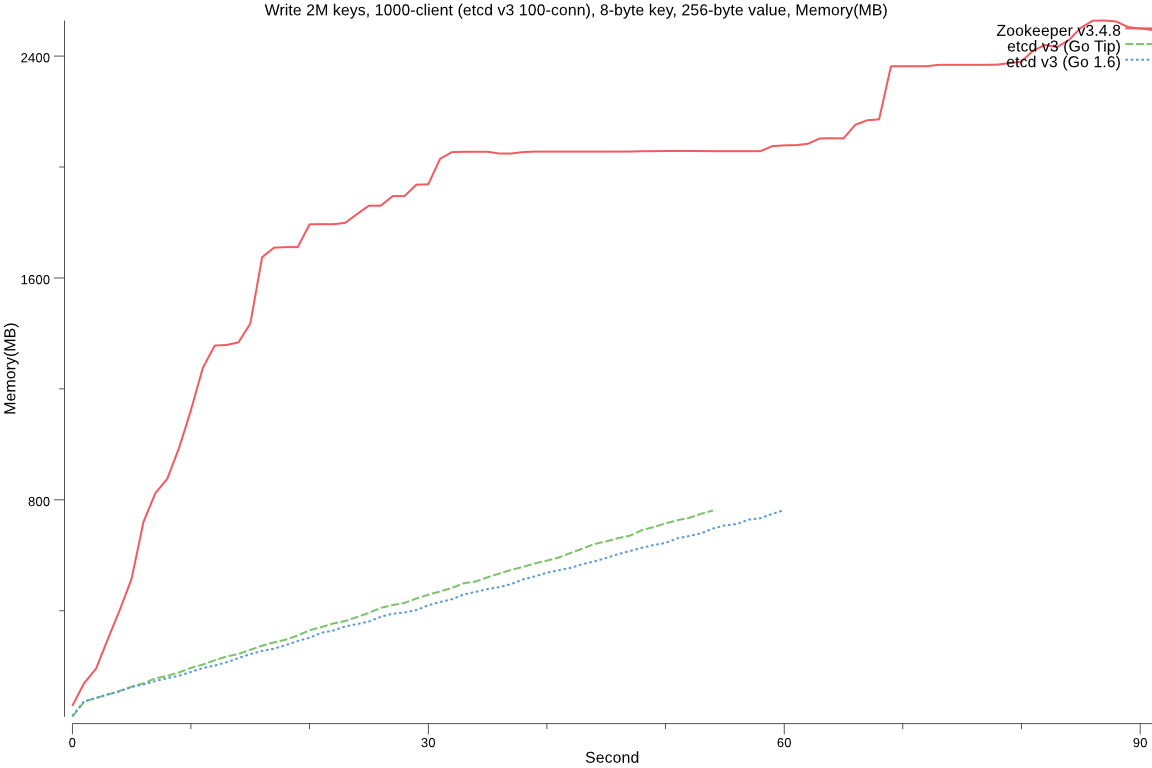 Write 2M keys, 1000-client (etcd v3 100-conn), 8-byte key, 256-byte value, Memory(MB)
Zookeeper v3.4.8
etcd v3 (Go Tip)
etcd v3 (Go 1.6)
2400
1600
800
Memory(MB)
0
30
60
90
Second